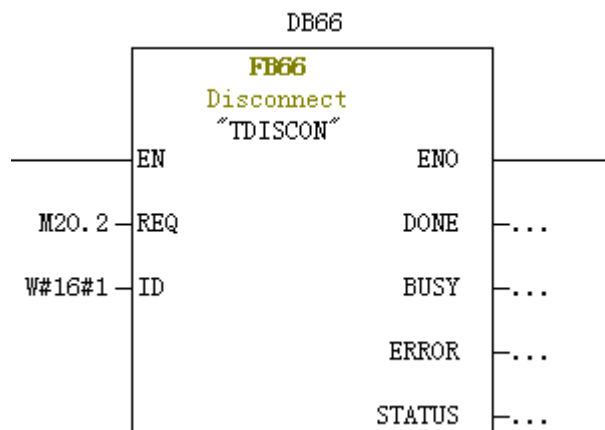 DB66
FB66
Disconnect
"TDISCON"
EN ENO
M20.2 REQ DONE ...
W#16#1 ID BUSY ...
ERROR ...
STATUS ...